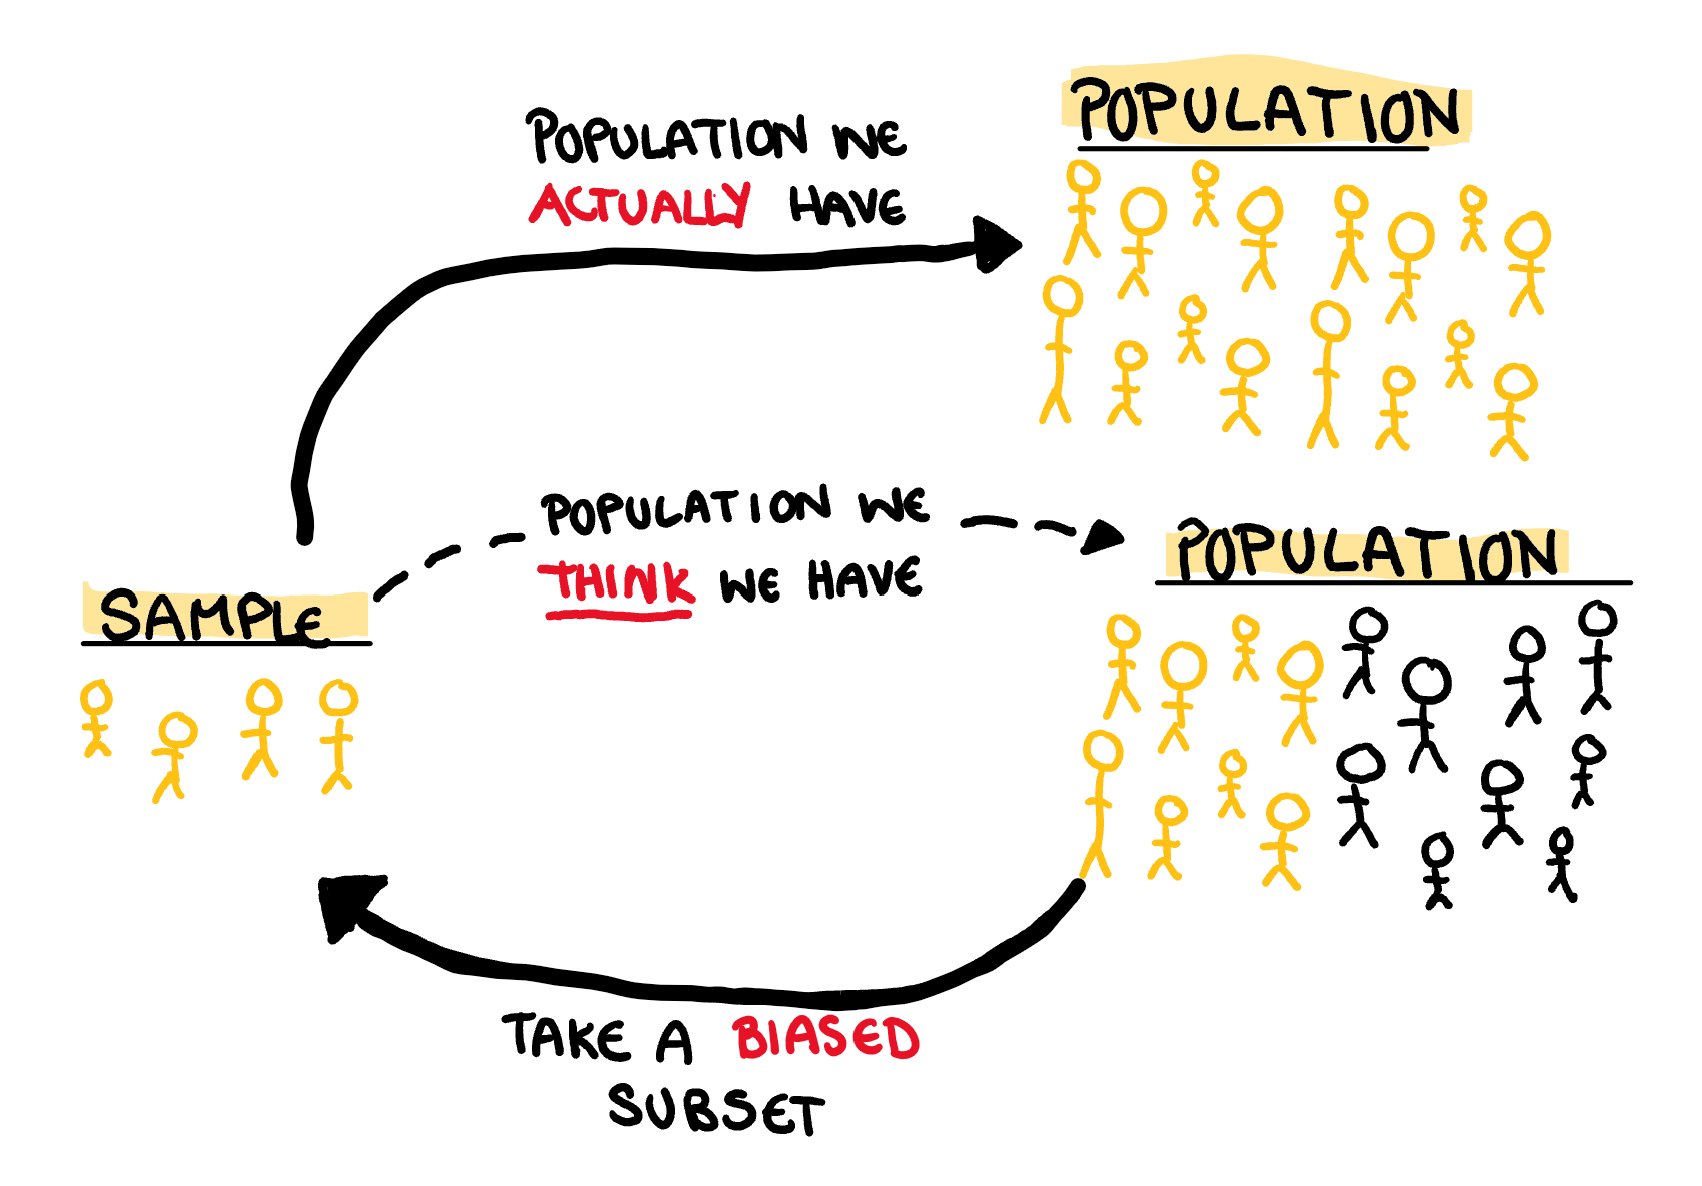 POPULATION
POPULATION WE
ACTUALLY HAVE
POPULATION WE
THINK WE HAVE
POPULATION
SAMPLE
TAKE A BIASED
SUBSET